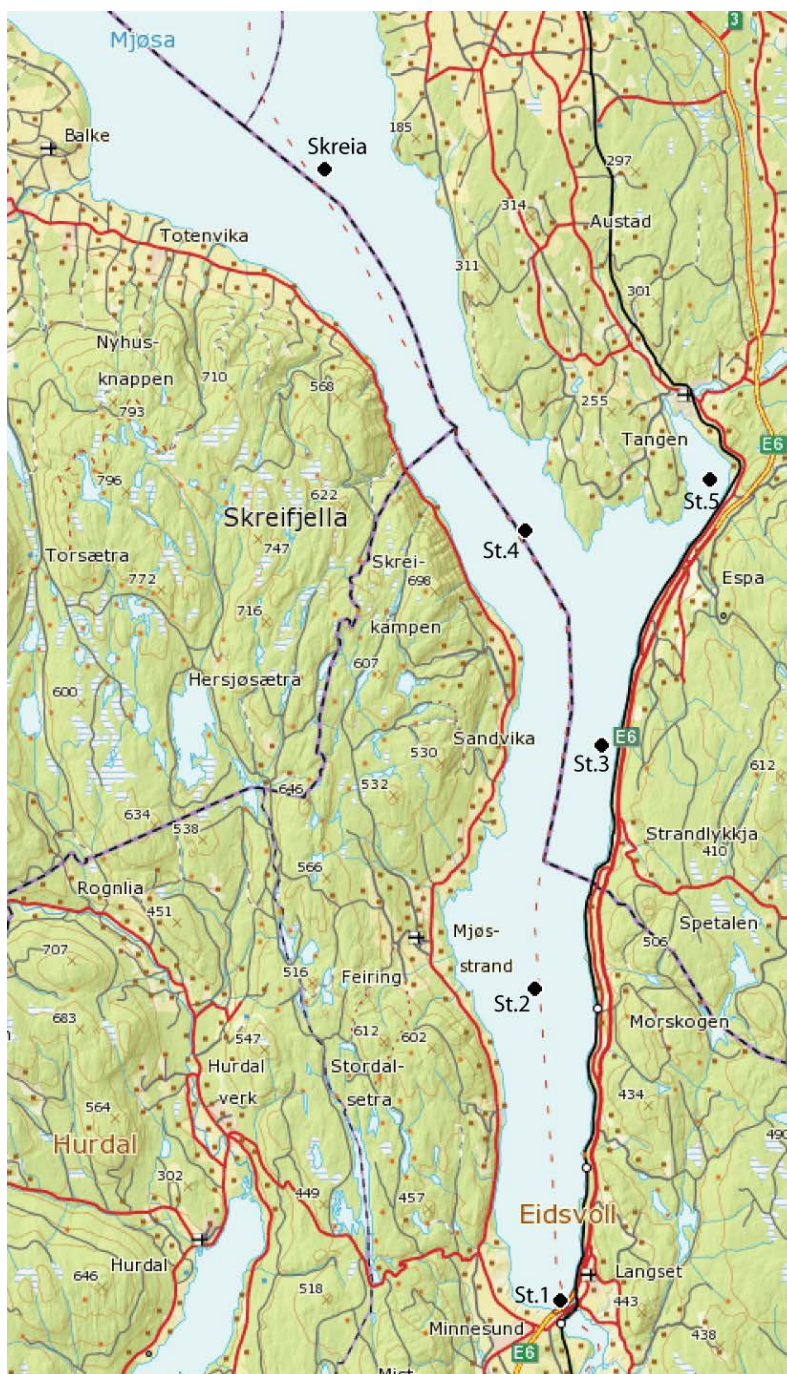 3
Mjøsa
185
Balke
Skreia
297
314
Austad
Totenvika
311
301
Nyhus-
knappen
710
568
793
255
Tangen
E6
796
622
St.5
Skreifjella
St.4
747
Torsætra
Skrei-
698
772
Espa
716
kampen
607
Hersjøsætra
600
Sandvika
E6
530
St.3
612
646
532
634
538
Strandlykkja
410
566
Rognlia
451
Spetalen
Mjøs-
strand
506
707
516
Feiring
St.2
683
Morskogen
547
612
602
Hurdal
verk
Stordal-
setra
434
564
490
Hurdal
302
449
457
Eidsvoll
Hurdal
Langset
646
518
St.1
443
Minnesund
E6
438
Mist